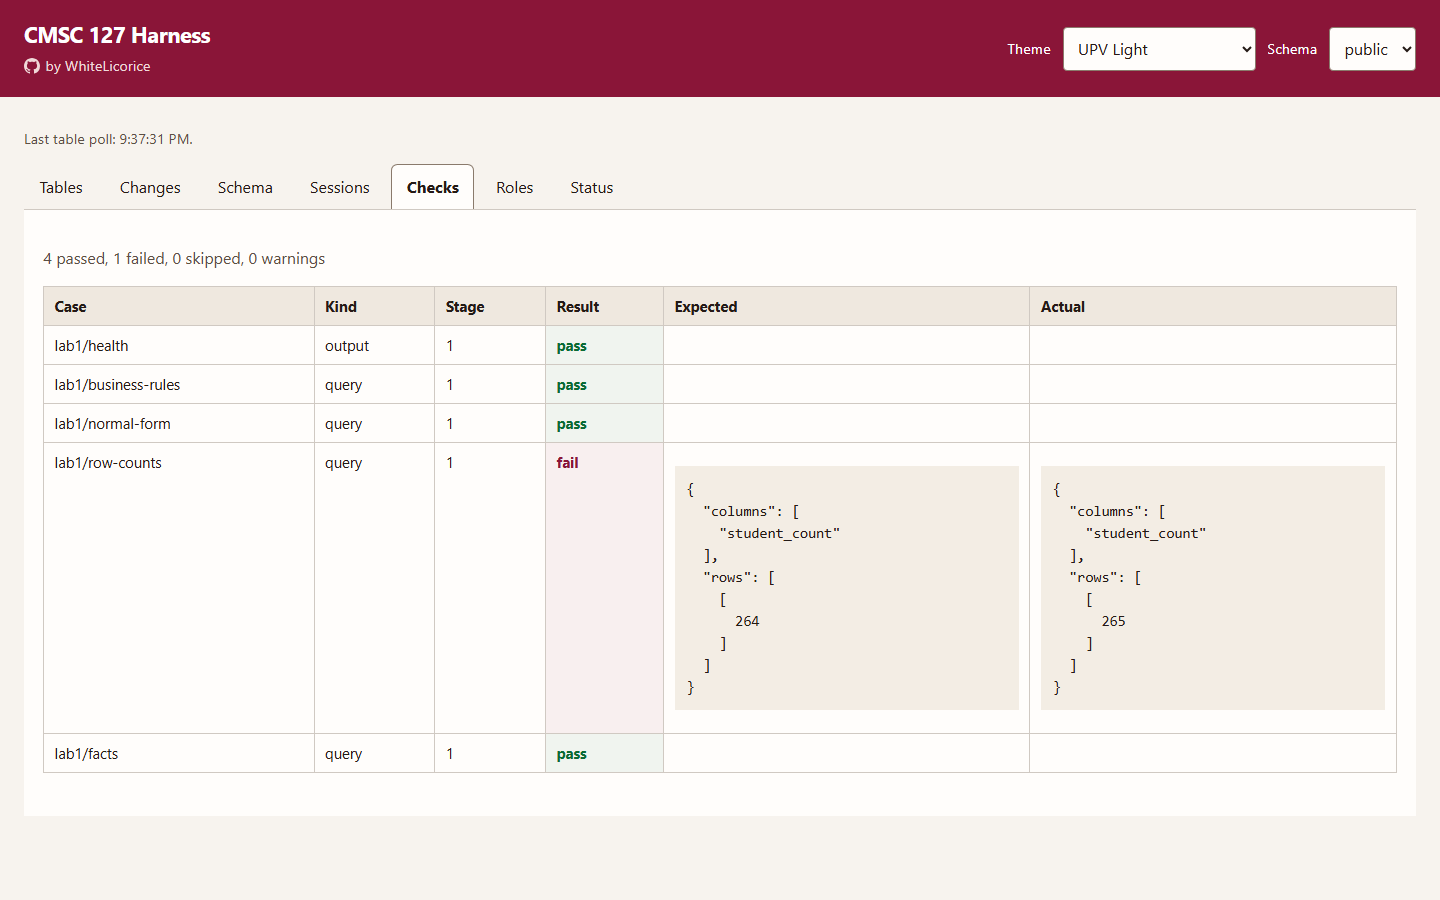 CMSC 127 Harness
by WhiteLicorice
Theme
UPV Light
Schema
public
Last table poll: 9:37:31 PM.
Tables Changes Schema Sessions Checks Roles Status
4 passed, 1 failed, 0 skipped, 0 warnings
Case Kind Stage Result Expected Actual
lab1/health output 1 pass
lab1/business-rules query 1 pass
lab1/normal-form query 1 pass
lab1/row-counts query 1 fail
{
"columns": [
"student_count"
],
"rows": [
[
264
]
]
}
{
"columns": [
"student_count"
],
"rows": [
[
265
]
]
}
lab1/facts query 1 pass